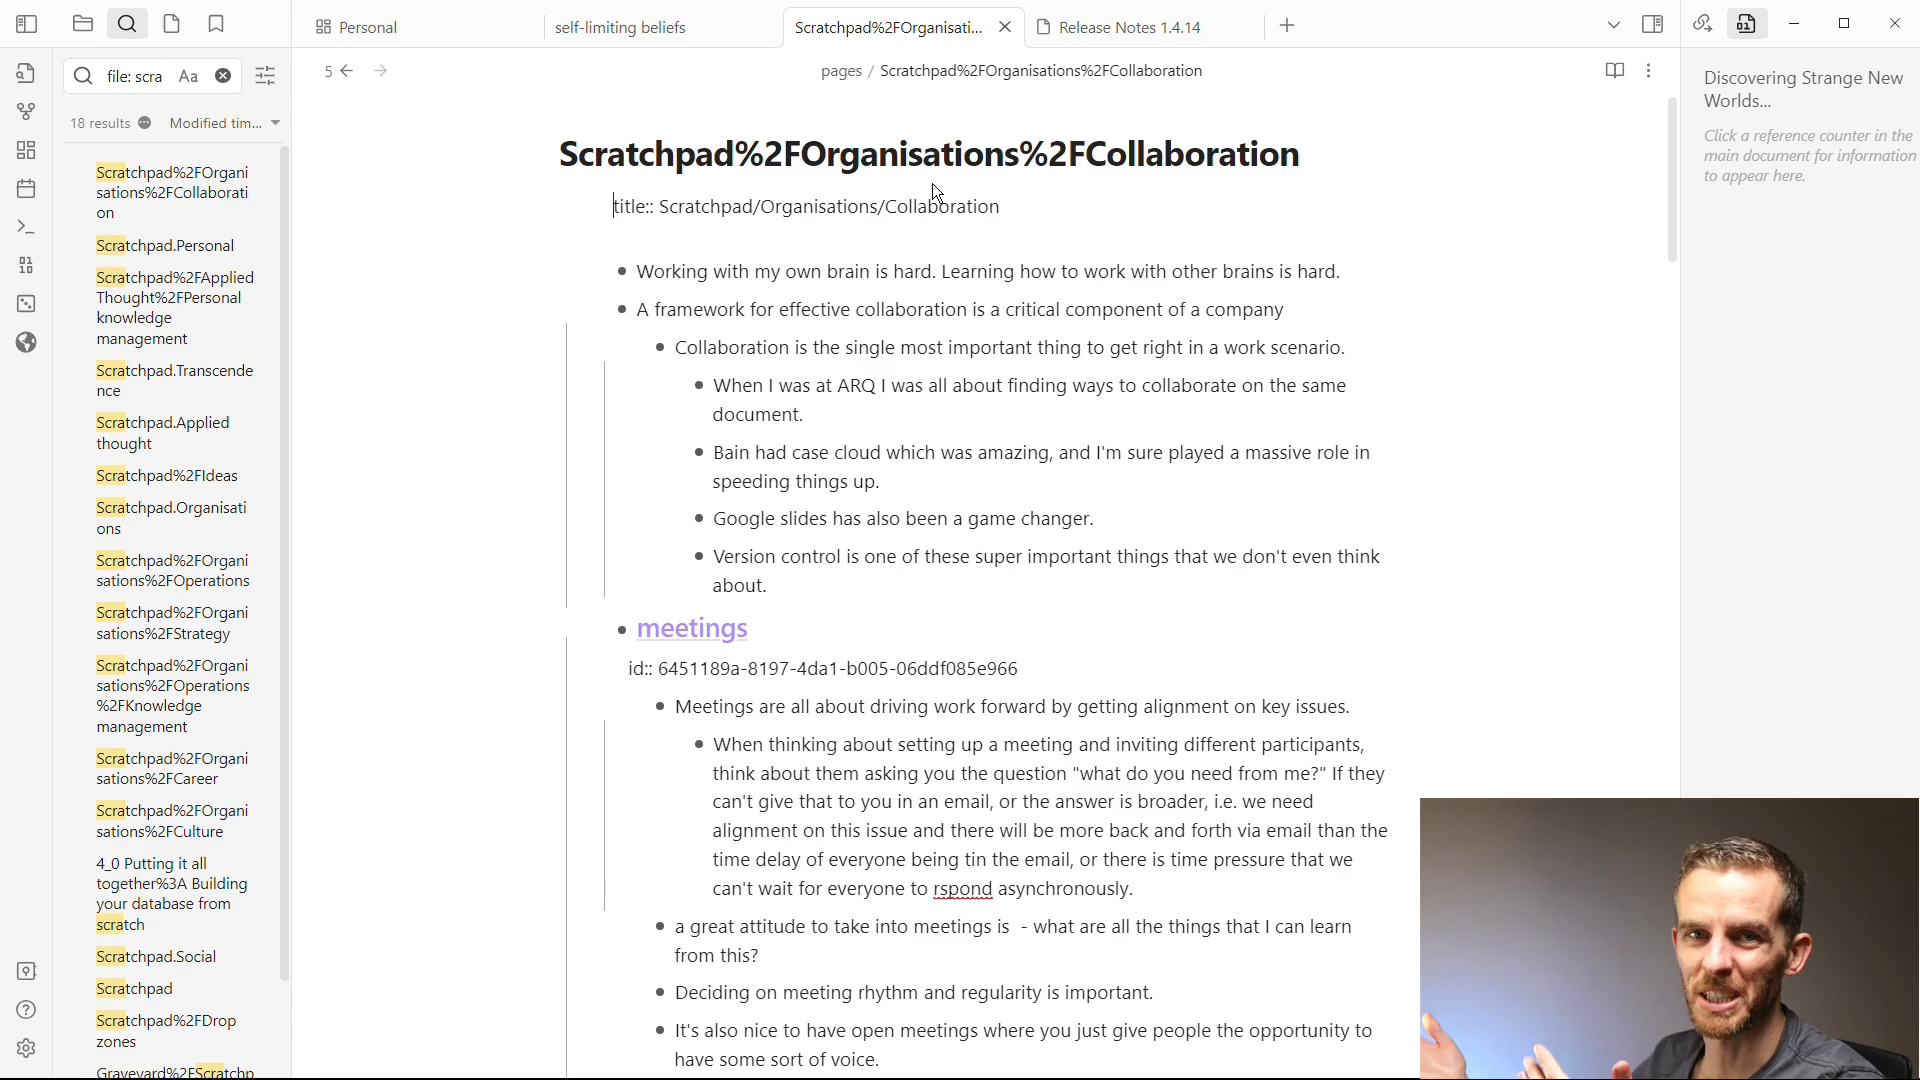 Personal
self-limiting beliefs
Scratchpad%2FOrganisati...
Release Notes 1.4.14
file: scra
Aa
5
pages / Scratchpad%2FOrganisations%2FCollaboration
18 results
Modified tim...
Scratchpad%2FOrgani
sations%2FCollaborati
on
Scratchpad.Personal
Scratchpad%2FApplied
Thought%2FPersonal
knowledge
management
Scratchpad.Transcende
nce
Scratchpad.Applied
thought
Scratchpad%2FIdeas
Scratchpad.Organisati
ons
Scratchpad%2FOrgani
sations%2FOperations
Scratchpad%2FOrgani
sations%2FStrategy
Scratchpad%2FOrgani
sations%2FOperations
%2FKnowledge
management
Scratchpad%2FOrgani
sations%2FCareer
Scratchpad%2FOrgani
sations%2FCulture
4_0 Putting it all
together%3A Building
your database from
scratch
Scratchpad.Social
Scratchpad
Scratchpad%2FDrop
zones
Graveyard%2FScratchp
Scratchpad%2FOrganisations%2FCollaboration
title:: Scratchpad/Organisations/Collaboration
Working with my own brain is hard. Learning how to work with other brains is hard.
A framework for effective collaboration is a critical component of a company
Collaboration is the single most important thing to get right in a work scenario.
When I was at ARQ I was all about finding ways to collaborate on the same
document.
Bain had case cloud which was amazing, and I'm sure played a massive role in
speeding things up.
Google slides has also been a game changer.
Version control is one of these super important things that we don't even think
about.
meetings
id:: 6451189a-8197-4da1-b005-06ddf085e966
Meetings are all about driving work forward by getting alignment on key issues.
When thinking about setting up a meeting and inviting different participants,
think about them asking you the question "what do you need from me?" If they
can't give that to you in an email, or the answer is broader, i.e. we need
alignment on this issue and there will be more back and forth via email than the
time delay of everyone being tin the email, or there is time pressure that we
can't wait for everyone to rspond asynchronously.
a great attitude to take into meetings is  - what are all the things that I can learn
from this?
Deciding on meeting rhythm and regularity is important.
It's also nice to have open meetings where you just give people the opportunity to
have some sort of voice.
Discovering Strange New
Worlds...
Click a reference counter in the
main document for information
to appear here.